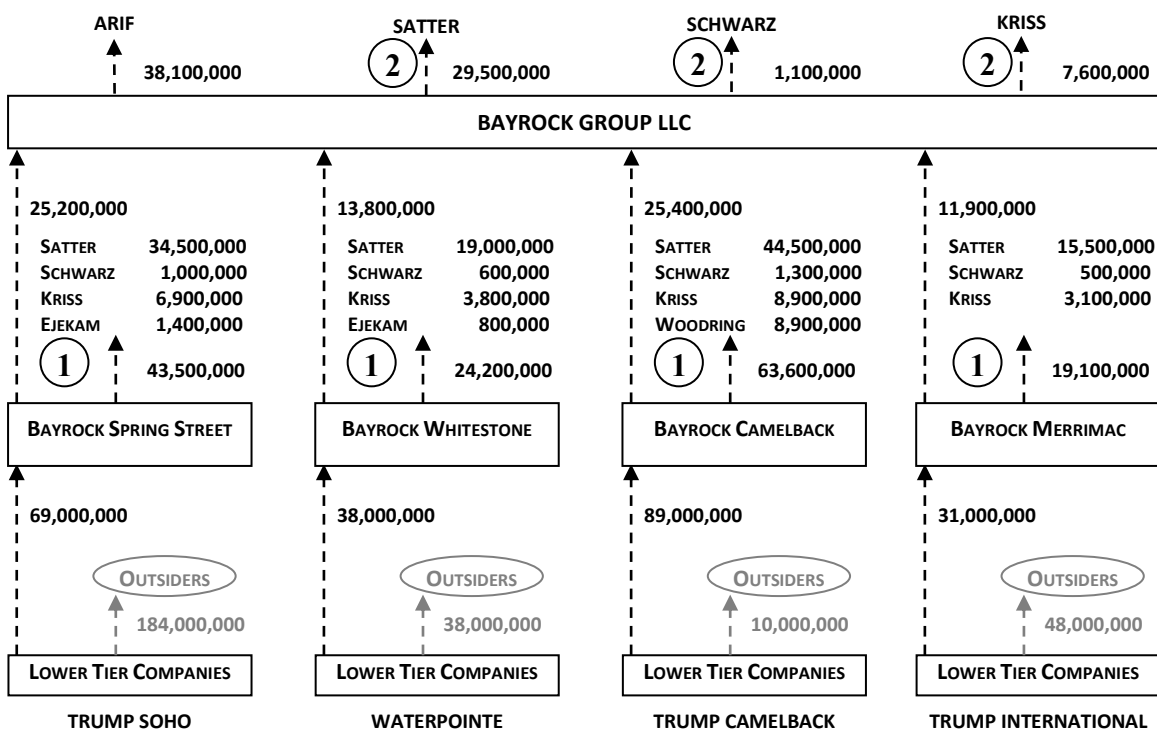 ARIF SATTER SCHWARZ KRISS
38,100,000 2 29,500,000 2 1,100,000 2 7,600,000
BAYROCK GROUP LLC
25,200,000 13,800,000 25,400,000 11,900,000
SATTER 34,500,000 SATTER 19,000,000 SATTER 44,500,000 SATTER 15,500,000
SCHWARZ 1,000,000 SCHWARZ 600,000 SCHWARZ 1,300,000 SCHWARZ 500,000
KRISS 6,900,000 KRISS 3,800,000 KRISS 8,900,000 KRISS 3,100,000
EJEKAM 1,400,000 EJEKAM 800,000 WOODRING 8,900,000
1 43,500,000 1 24,200,000 1 63,600,000 1 19,100,000
BAYROCK SPRING STREET BAYROCK WHITESTONE BAYROCK CAMELBACK BAYROCK MERRIMAC
69,000,000 38,000,000 89,000,000 31,000,000
OUTSIDERS OUTSIDERS OUTSIDERS OUTSIDERS
184,000,000 38,000,000 10,000,000 48,000,000
LOWER TIER COMPANIES LOWER TIER COMPANIES LOWER TIER COMPANIES LOWER TIER COMPANIES
TRUMP SOHO WATERPOINTE TRUMP CAMELBACK TRUMP INTERNATIONAL